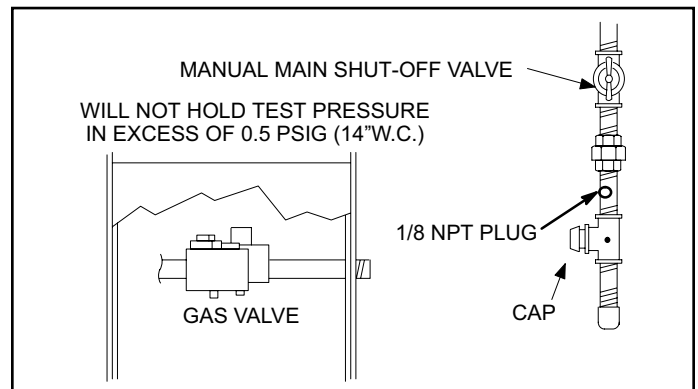 MANUAL MAIN SHUT-OFF VALVE
WILL NOT HOLD TEST PRESSURE
IN EXCESS OF 0.5 PSIG (14”W.C.)
1/8 NPT PLUG
CAP
GAS VALVE